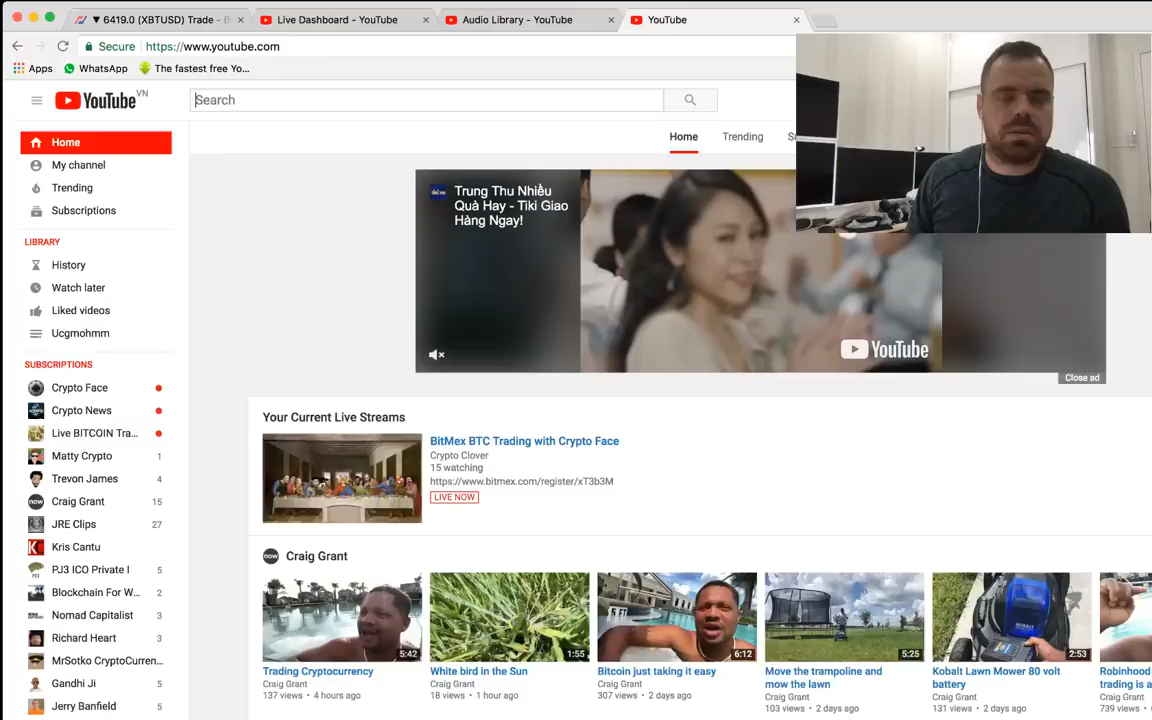 ▼ 6419.0 (XBTUSD) Trade - B
Live Dashboard - YouTube
Audio Library - YouTube
YouTube
Secure
https://www.youtube.com
Apps
WhatsApp
The fastest free Yo...
YouTube VN
Search
Home
My channel
Trending
Subscriptions
LIBRARY
History
Watch later
Liked videos
Ucgmohmm
SUBSCRIPTIONS
Crypto Face
Crypto News
Live BITCOIN Tra...
Matty Crypto 1
Trevon James 4
Craig Grant 15
JRE Clips 27
Kris Cantu
PJ3 ICO Private I 5
Blockchain For W... 2
Nomad Capitalist 3
Richard Heart 3
MrSotko CryptoCurren...
Gandhi Ji 5
Jerry Banfield 5
Home
Trending
Trung Thu Nhiều
Quà Hay - Tiki Giao
Hàng Ngay!
YouTube
Close ad
Your Current Live Streams
BitMex BTC Trading with Crypto Face
Crypto Clover
15 watching
https://www.bitmex.com/register/xT3b3M
LIVE NOW
now
Craig Grant
5:42
Trading Cryptocurrency
Craig Grant
137 views • 4 hours ago
1:55
White bird in the Sun
Craig Grant
18 views • 1 hour ago
6:12
Bitcoin just taking it easy
Craig Grant
307 views • 2 days ago
5:25
Move the trampoline and
mow the lawn
Craig Grant
103 views • 2 days ago
KOBALT
2:53
Kobalt Lawn Mower 80 volt
battery
Craig Grant
131 views • 2 days ago
Robinhood
trading is a
Craig Grant
739 views •